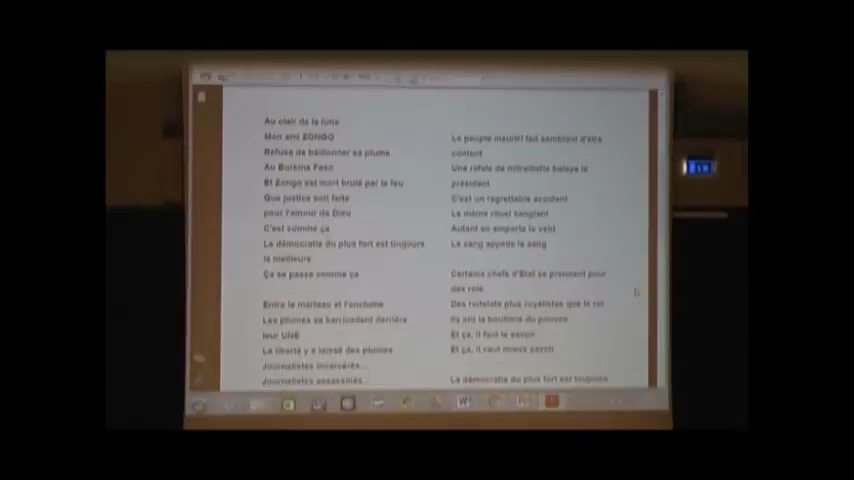 Au clair de la lune
Mon ami ZONGO
Refusa de baillonner sa plume
Au Burkina Faso
Et Zongo est mort brulé par le feu
Que justice soit faite
pour l'amour de Dieu
C'est comme ça
La démocratie du plus fort est toujours
la meilleure
Ça se passe comme ça
Entre le marteau et l'enclume
Les plumes se barricadent derrière
leur UNE
La liberté y a laissé des plumes
Journalistes incarcérés...
Journalistes assassinés...
Le peuple meurtri fait semblant d'être
content
Une rafale de mitraillette balaye le
président
C'est un regrettable accident
Le même rituel sanglant
Autant en emporte le vent
Le sang appelle le sang
Certains chefs d'Etat se prennent pour
des rois
Des roitelets plus royalistes que le roi
Ils ont la boulimie du pouvoir
Et ça, il faut le savoir
Et ça, il vaut mieux savoir
La démocratie du plus fort est toujours